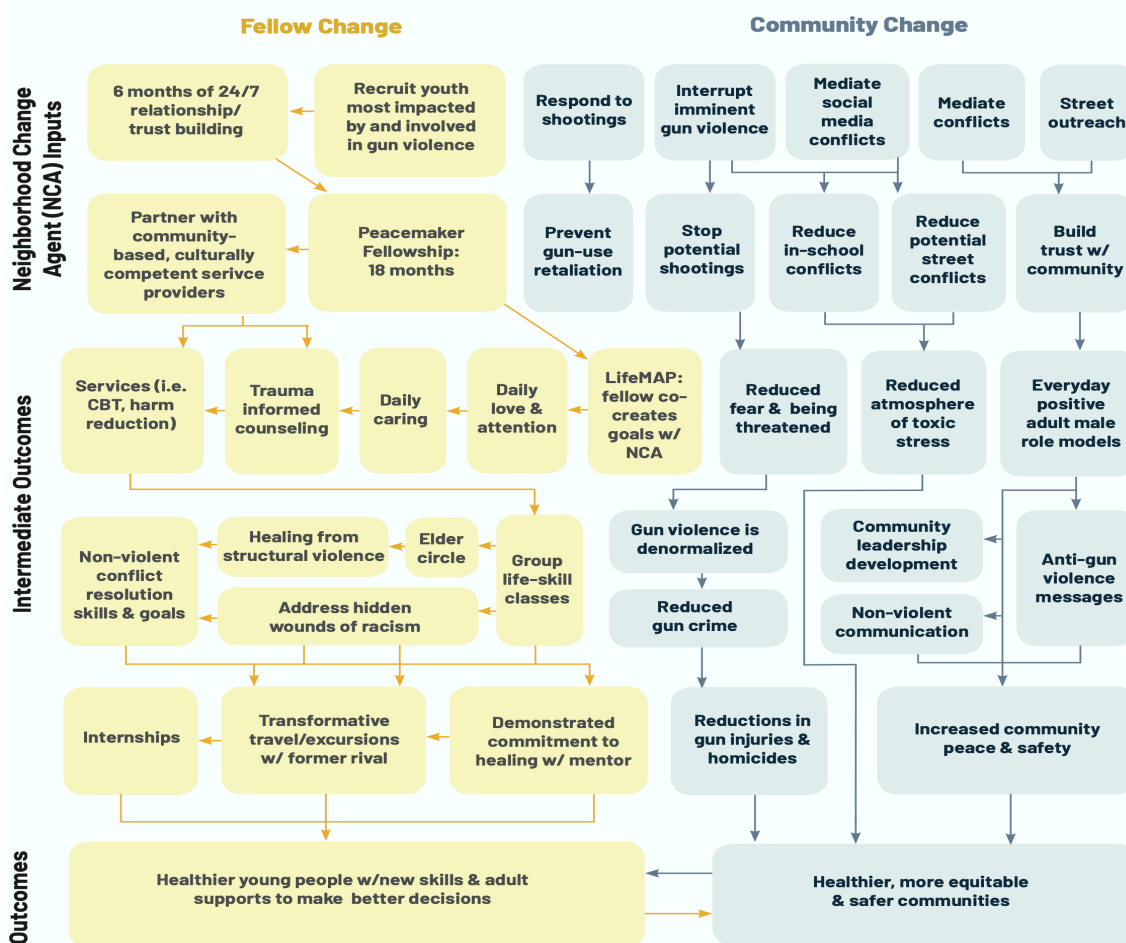 Fellow Change
Community Change
Neighborhood Change
Agent (NCA) Inputs
6 months of 24/7
relationship/
trust building
Recruit youth
most impacted
by and involved
in gun violence
Respond to
shootings
Interrupt
imminent
gun violence
Mediate
social
media
conflicts
Mediate
conflicts
Street
outreach
Partner with
community-
based, culturally
competent serivce
providers
Peacemaker
Fellowship:
18 months
Prevent
gun-use
retaliation
Stop
potential
shootings
Reduce
in-school
conflicts
Reduce
potential
street
conflicts
Build
trust w/
community
Intermediate Outcomes
Services (i.e.
CBT, harm
reduction)
Trauma
informed
counseling
Daily
caring
Daily
love &
attention
LifeMAP:
fellow co-
creates
goals w/
NCA
Reduced
fear & being
threatened
Reduced
atmosphere
of toxic
stress
Everyday
positive
adult male
role models
Non-violent
conflict
resolution
skills & goals
Healing from
structural violence
Elder
circle
Group
life-skill
classes
Address hidden
wounds of racism
Gun violence is
denormalized
Reduced
gun crime
Community
leadership
development
Non-violent
communication
Anti-gun
violence
messages
Internships
Transformative
travel/excursions
w/ former rival
Demonstrated
commitment to
healing w/ mentor
Reductions in
gun injuries &
homicides
Increased community
peace & safety
Outcomes
Healthier young people w/new skills & adult
supports to make better decisions
Healthier, more equitable
& safer communities